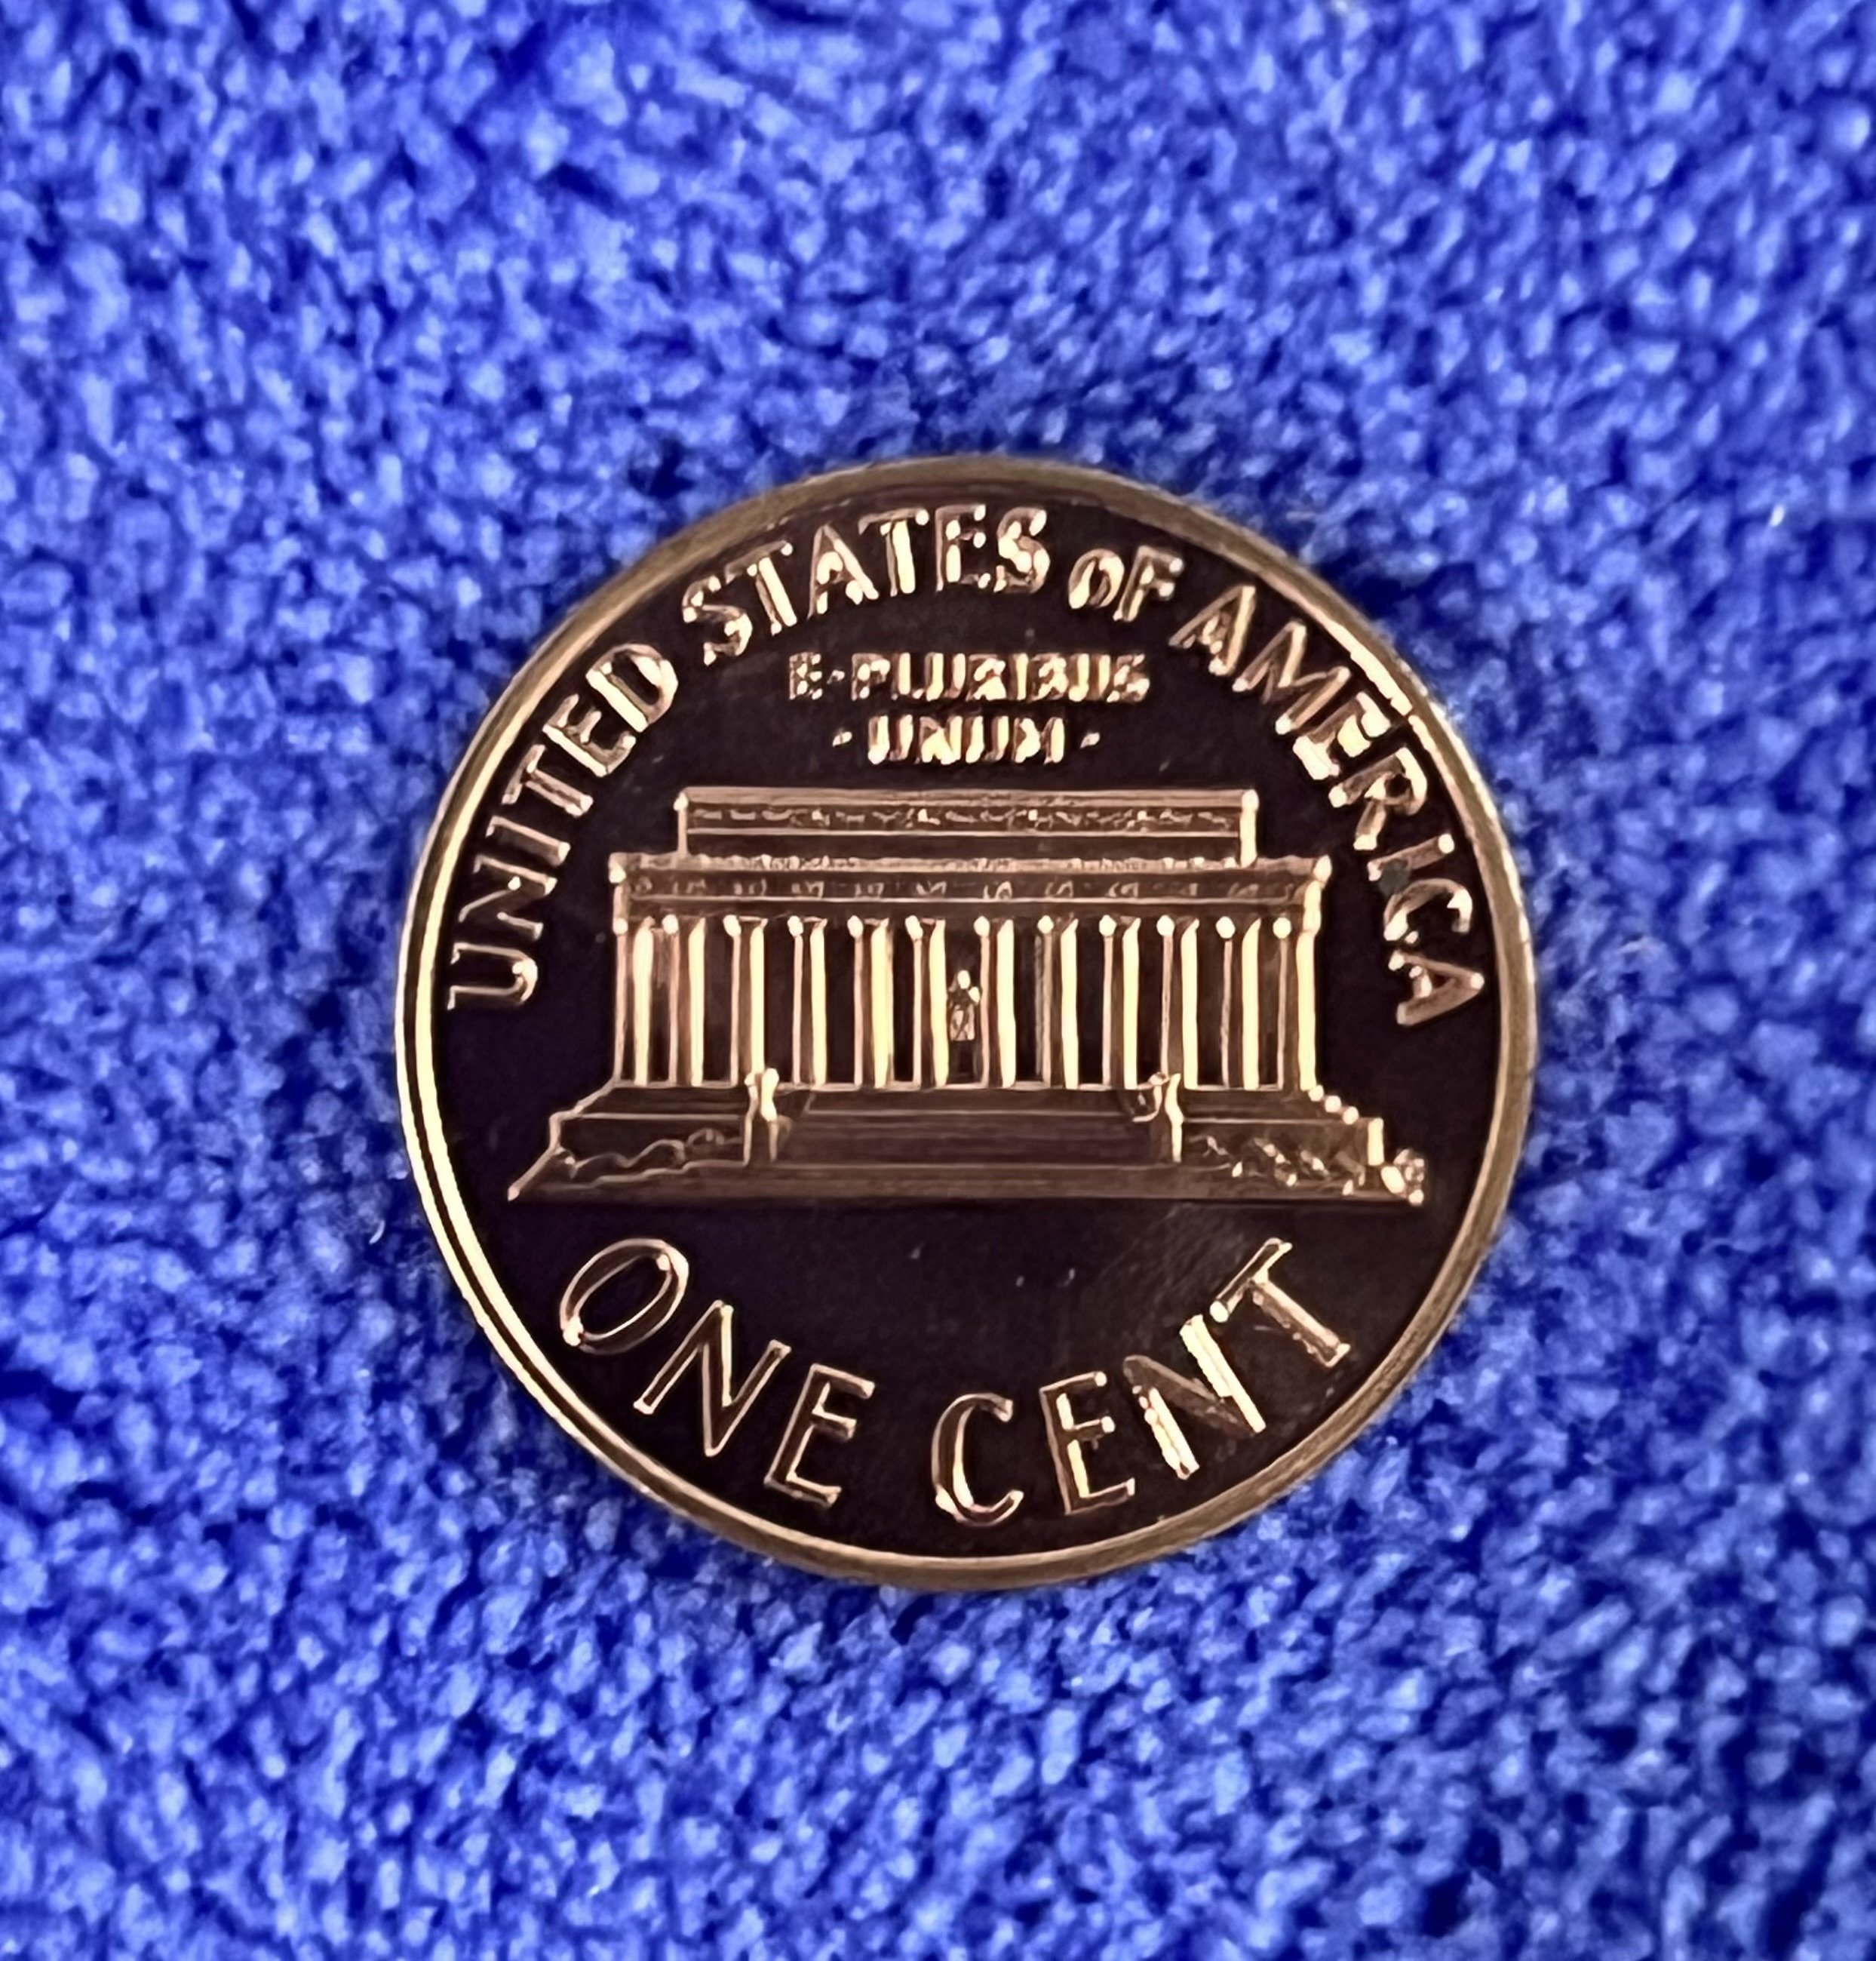 UNITED STATES OF AMERICA
E·PLURIBUS
·UNUM·
ONE CENT